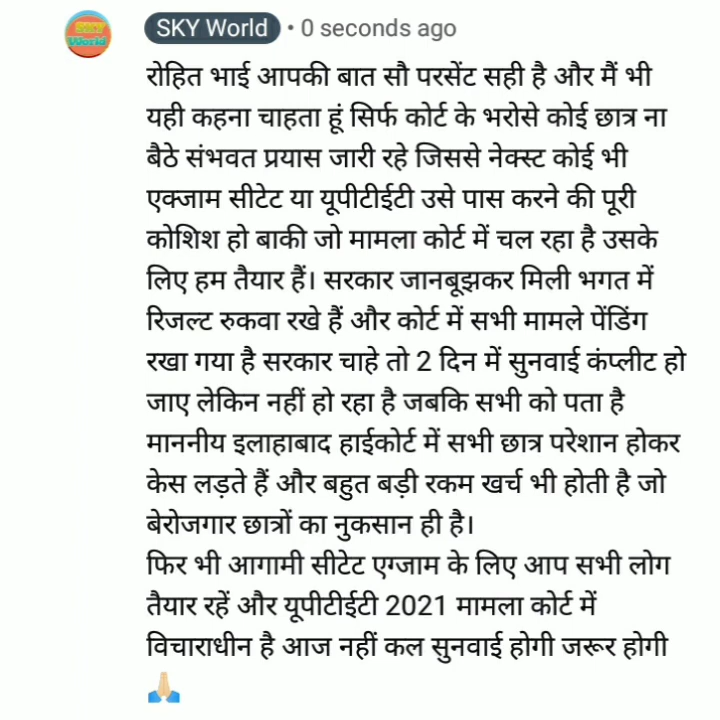 SKY World
SKY World • 0 seconds ago
रोहित भाई आपकी बात सौ परसेंट सही है और मैं भी
यही कहना चाहता हूं सिर्फ कोर्ट के भरोसे कोई छात्र ना
बैठे संभवत प्रयास जारी रहे जिससे नेक्स्ट कोई भी
एक्जाम सीटेट या यूपीटीईटी उसे पास करने की पूरी
कोशिश हो बाकी जो मामला कोर्ट में चल रहा है उसके
लिए हम तैयार हैं। सरकार जानबूझकर मिली भगत में
रिजल्ट रुकवा रखे हैं और कोर्ट में सभी मामले पेंडिंग
रखा गया है सरकार चाहे तो 2 दिन में सुनवाई कंप्लीट हो
जाए लेकिन नहीं हो रहा है जबकि सभी को पता है
माननीय इलाहाबाद हाईकोर्ट में सभी छात्र परेशान होकर
केस लड़ते हैं और बहुत बड़ी रकम खर्च भी होती है जो
बेरोजगार छात्रों का नुकसान ही है।
फिर भी आगामी सीटेट एग्जाम के लिए आप सभी लोग
तैयार रहें और यूपीटीईटी 2021 मामला कोर्ट में
विचाराधीन है आज नहीं कल सुनवाई होगी जरूर होगी
🙏🏼